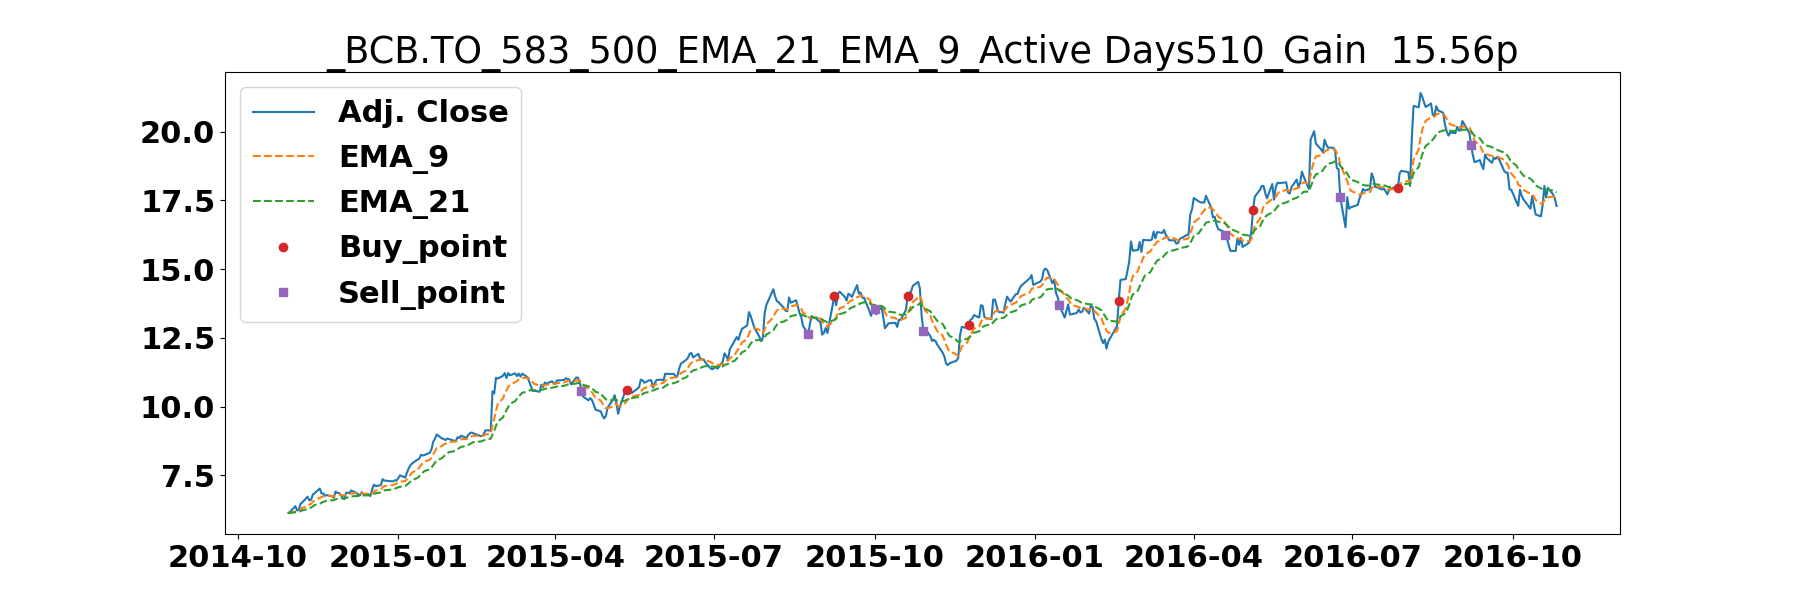 _BCB.TO_583_500_EMA_21_EMA_9_Active Days510_Gain  15.56p
Adj. Close
EMA_9
EMA_21
Buy_point
Sell_point
20.0
17.5
15.0
12.5
10.0
7.5
2014-10 2015-01 2015-04 2015-07 2015-10 2016-01 2016-04 2016-07 2016-10